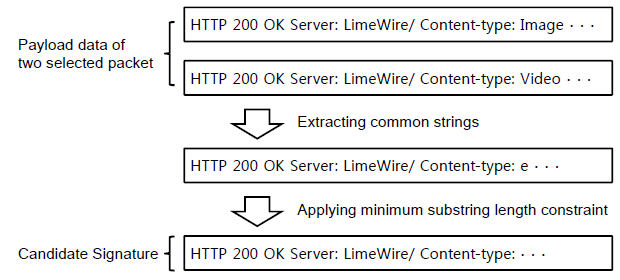 HTTP 200 OK Server: LimeWire/ Content-type: Image · · ·
Payload data of
two selected packet
HTTP 200 OK Server: LimeWire/ Content-type: Video · · ·
Extracting common strings
HTTP 200 OK Server: LimeWire/ Content-type: e · · ·
Applying minimum substring length constraint
Candidate Signature
HTTP 200 OK Server: LimeWire/ Content-type: · · ·